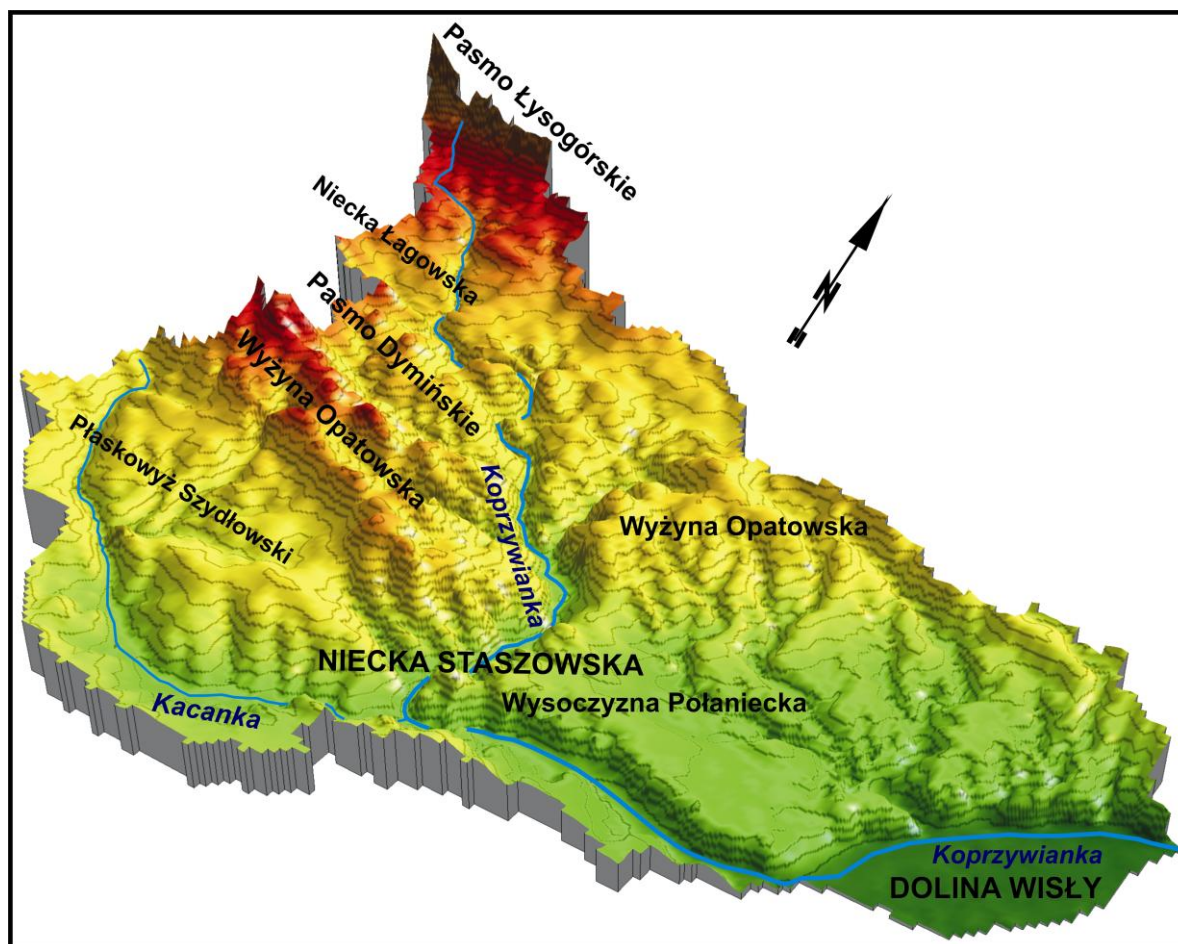 Pasmo Łysogórskie
Niecka Łagowska
N
Pasmo Dymińskie
Wyżyna Opatowska
Płaskowyż Szydłowski
Koprzywianka
Wyżyna Opatowska
NIECKA STASZOWSKA
Wysoczyzna Połaniecka
Kacanka
Koprzywianka
DOLINA WISŁY